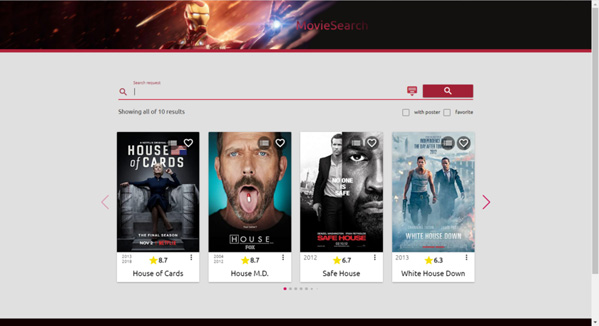 MovieSearch
Search request
Showing all of 10 results
with poster
favorite
HOUSE
OF CARDS
THE FINAL SEASON
NOV 2
2013
2018
8.7
House of Cards
HOUSE
FOX
2004
2012
8.7
House M.D.
NO ONE
IS
SAFE
SAFE HOUSE
2012
6.7
Safe House
WHITE HOUSE DOWN
2013
6.3
White House Down